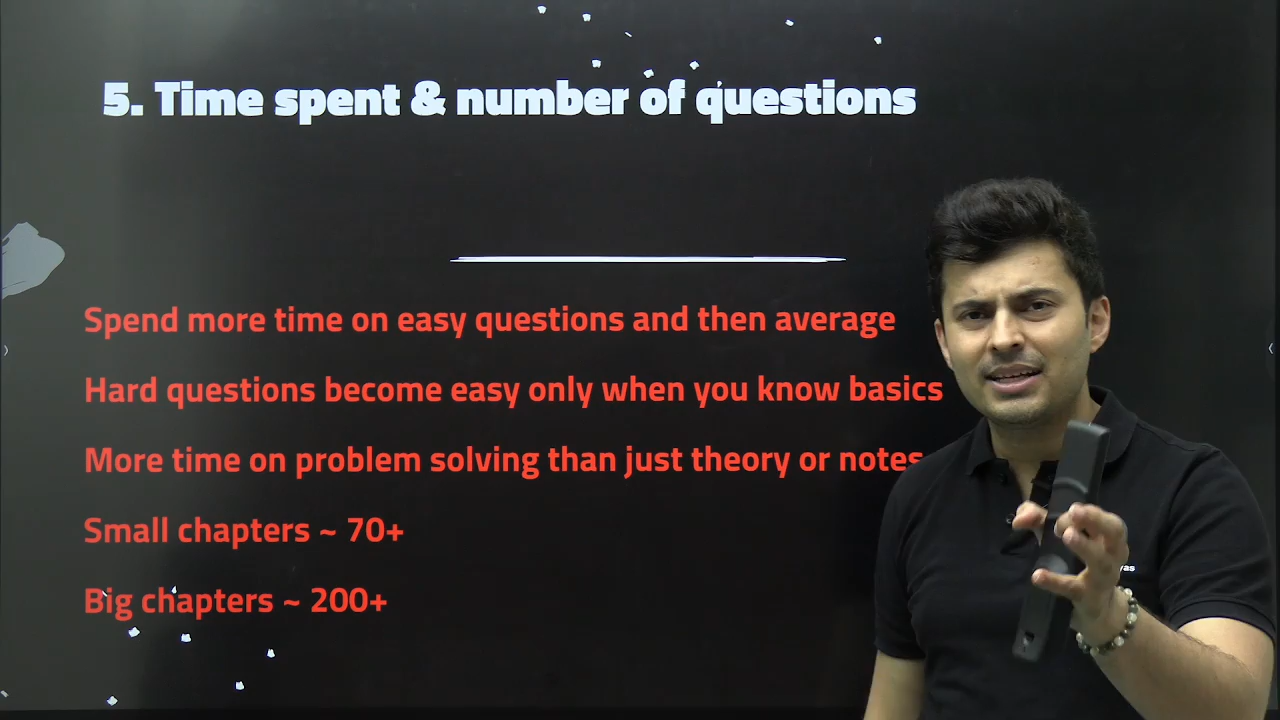 5. Time spent & number of questions
Spend more time on easy questions and then average
Hard questions become easy only when you know basics
More time on problem solving than just theory or notes
Small chapters ~ 70+
Big chapters ~ 200+